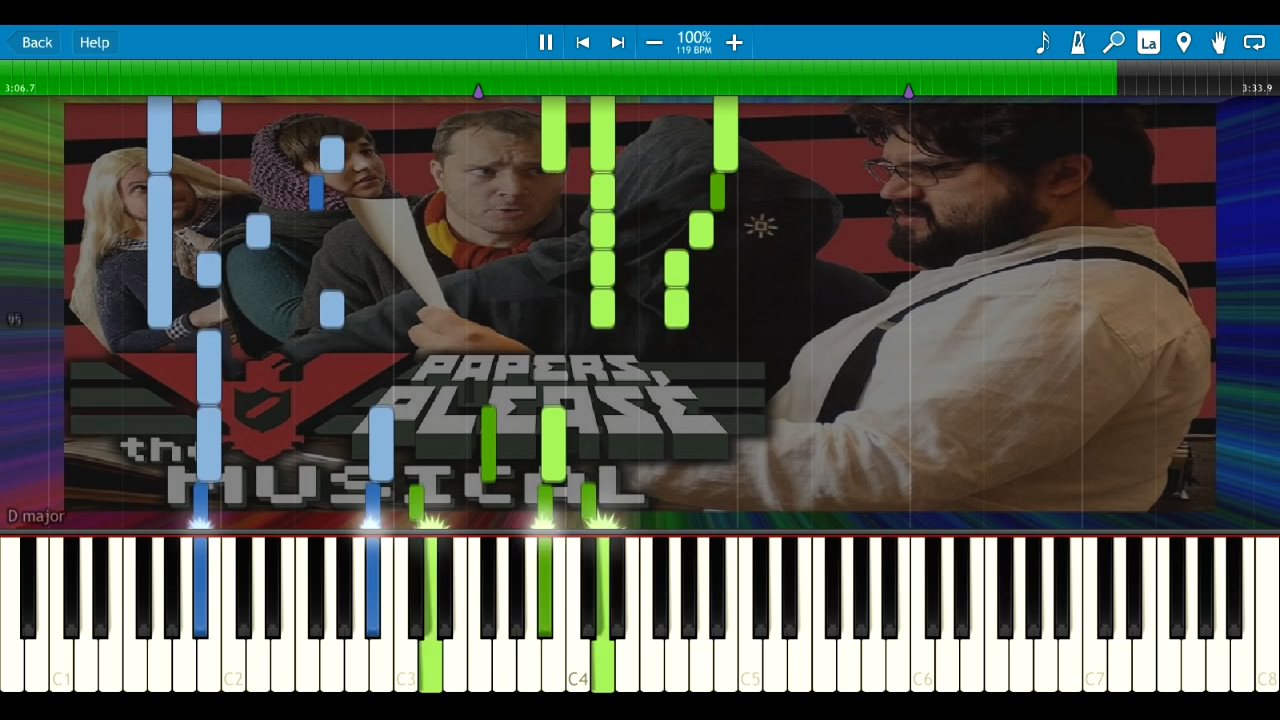 Back Help 100% La
119 BPM
3:06.7 3:33.9
95
PAPERS,
PLEASE
the
MUSICAL
D major
C1 C2 C3 C4 C5 C6 C7 C8